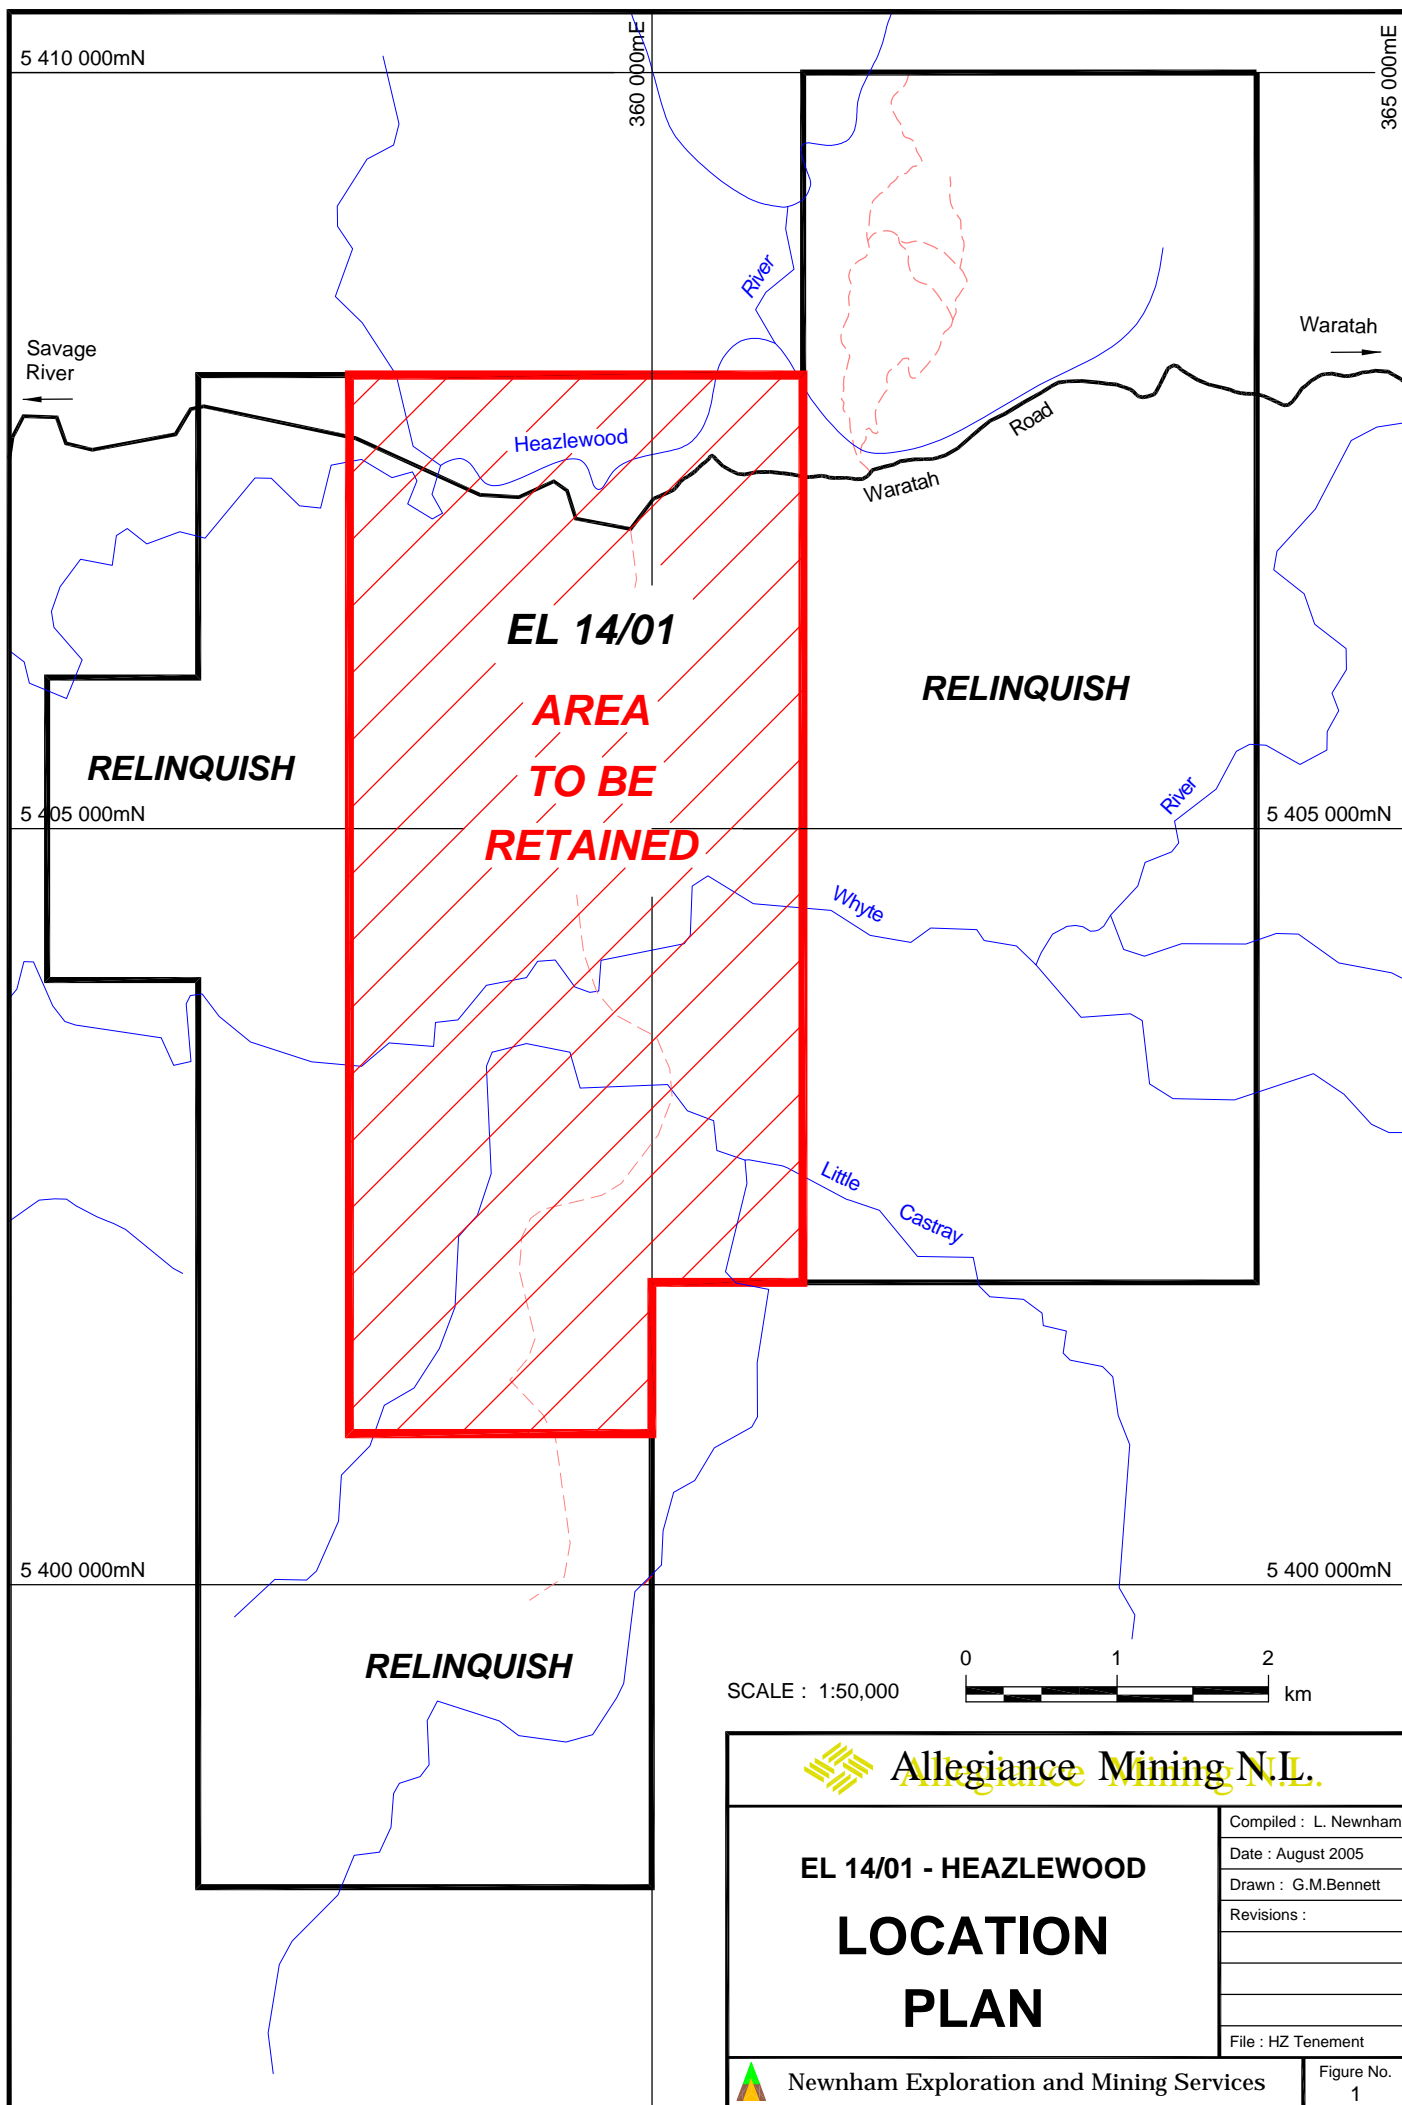 5 410 000mN
360 000mE
365 000mE
River
Savage
River
Waratah
Heazlewood
Road
Waratah
EL 14/01
AREA
TO BE
RETAINED
RELINQUISH
RELINQUISH
5 405 000mN
5 405 000mN
River
Whyte
Little
Castray
5 400 000mN
5 400 000mN
RELINQUISH
0 1 2
SCALE : 1:50,000
km
Allegiance Mining N.L.
EL 14/01 - HEAZLEWOOD
LOCATION
PLAN
Compiled : L. Newnham
Date : August 2005
Drawn : G.M.Bennett
Revisions :
File : HZ Tenement
Newnham Exploration and Mining Services
Figure No.
1